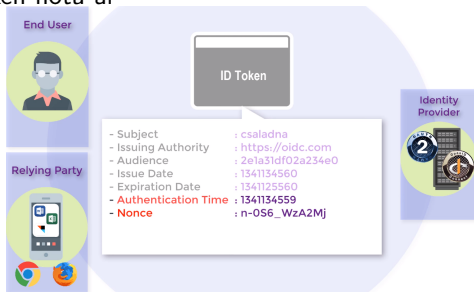 End User
ID Token
Identity
Provider
- Subject : csaladna
- Issuing Authority : https://oidc.com
- Audience : 2e1a31df02a234e0
- Issue Date : 1341134560
- Expiration Date : 1341125560
- Authentication Time : 1341134559
- Nonce : n-0S6_WzA2Mj
Relying Party
2